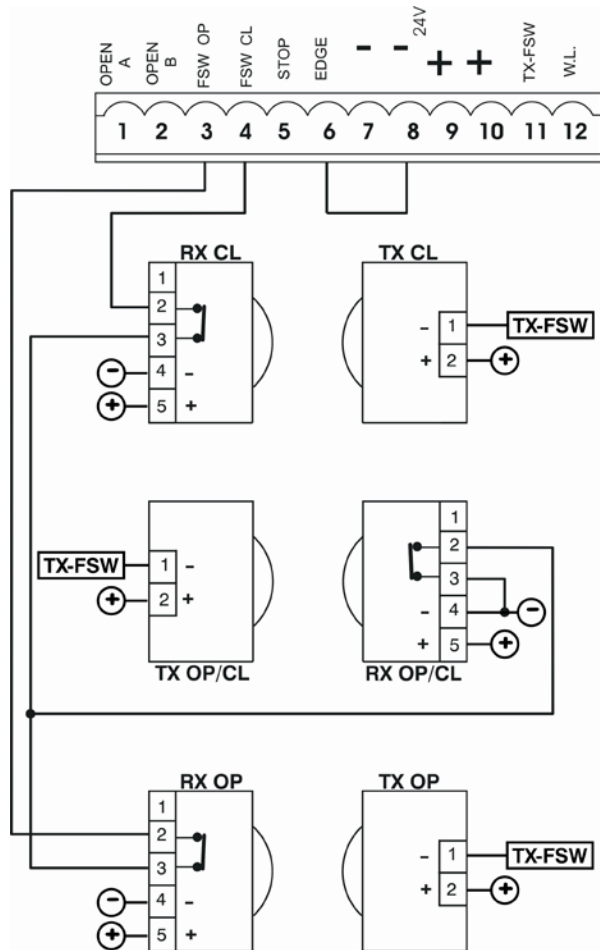 OPEN A
OPEN B
FSW OP
FSW CL
STOP
EDGE
-
- 24V
+
+
TX-FSW
W.L.
1 2 3 4 5 6 7 8 9 10 11 12
RX CL
1
2
3
- 4 -
+ 5 +
TX CL
- 1 TX-FSW
+ 2 +
TX-FSW 1 -
+ 2 +
TX OP/CL
1
2
3
- 4 -
+ 5 +
RX OP/CL
RX OP
1
2
3
- 4 -
+ 5 +
TX OP
- 1 TX-FSW
+ 2 +